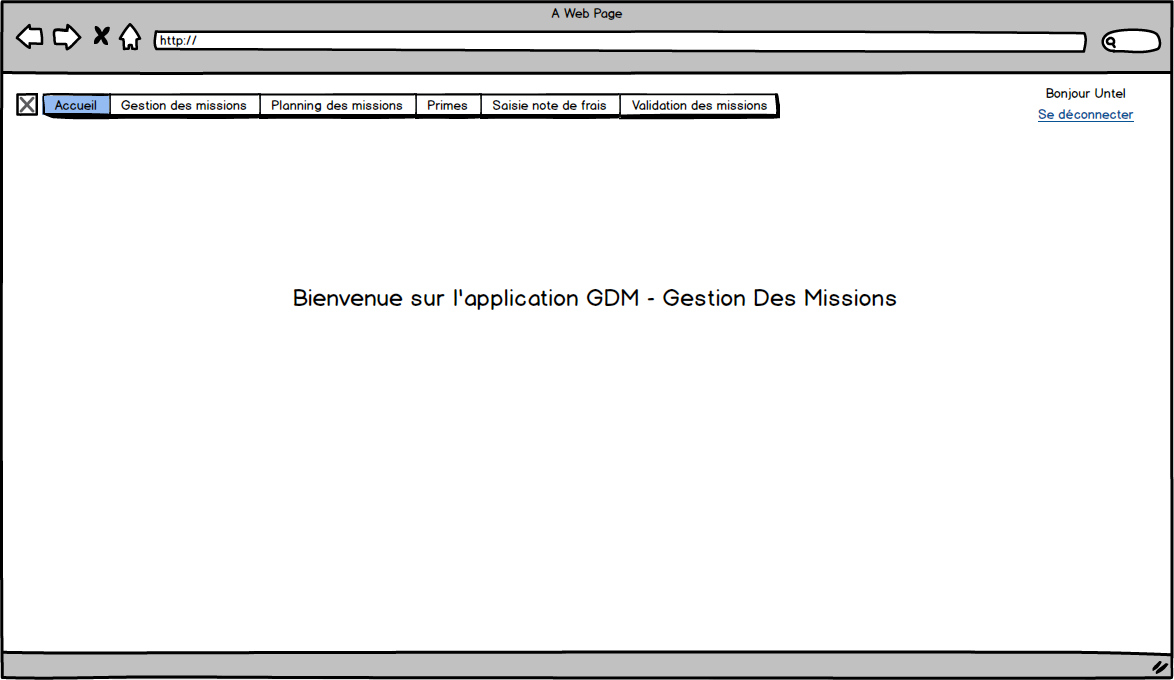 A Web Page
http://
Accueil Gestion des missions Planning des missions Primes Saisie note de frais Validation des missions
Bonjour Untel
Se déconnecter
Bienvenue sur l'application GDM - Gestion Des Missions